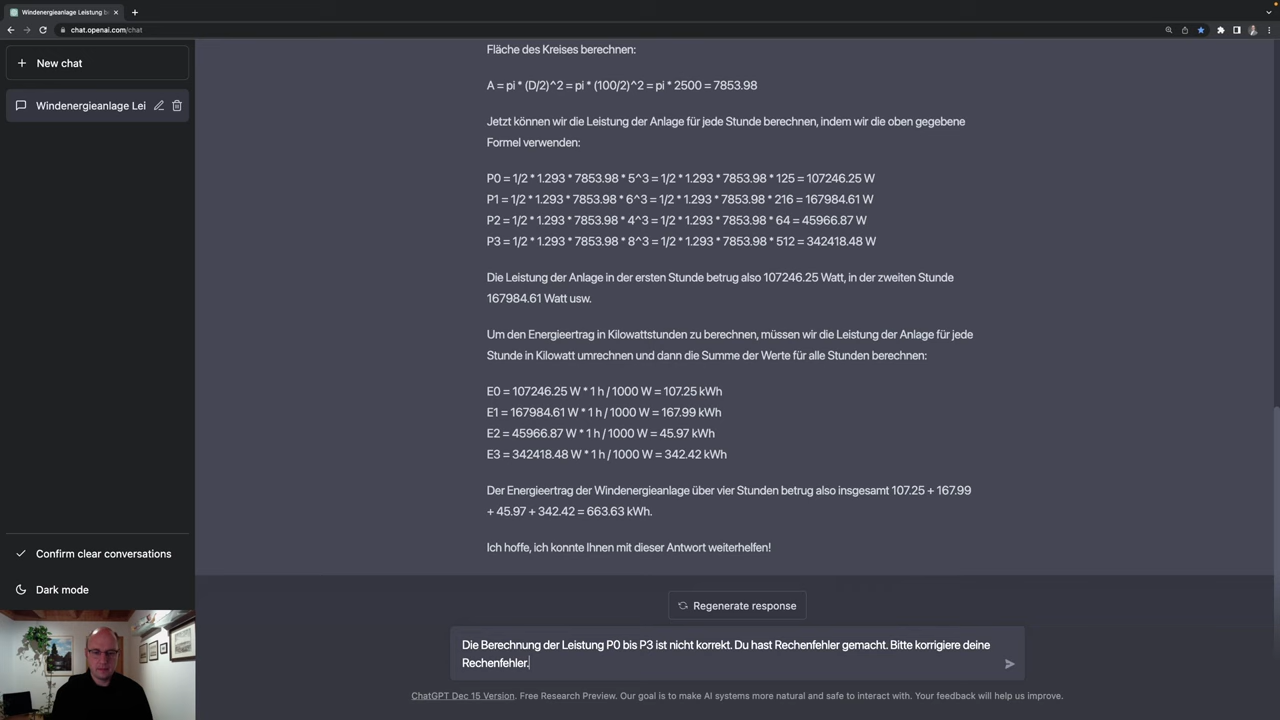 Windenergieanlage Leistung b
chat.openai.com/chat
New chat
Windenergieanlage Lei
Fläche des Kreises berechnen:
A = pi * (D/2)^2 = pi * (100/2)^2 = pi * 2500 = 7853.98
Jetzt können wir die Leistung der Anlage für jede Stunde berechnen, indem wir die oben gegebene
Formel verwenden:
P0 = 1/2 * 1.293 * 7853.98 * 5^3 = 1/2 * 1.293 * 7853.98 * 125 = 107246.25 W
P1 = 1/2 * 1.293 * 7853.98 * 6^3 = 1/2 * 1.293 * 7853.98 * 216 = 167984.61 W
P2 = 1/2 * 1.293 * 7853.98 * 4^3 = 1/2 * 1.293 * 7853.98 * 64 = 45966.87 W
P3 = 1/2 * 1.293 * 7853.98 * 8^3 = 1/2 * 1.293 * 7853.98 * 512 = 342418.48 W
Die Leistung der Anlage in der ersten Stunde betrug also 107246.25 Watt, in der zweiten Stunde
167984.61 Watt usw.
Um den Energieertrag in Kilowattstunden zu berechnen, müssen wir die Leistung der Anlage für jede
Stunde in Kilowatt umrechnen und dann die Summe der Werte für alle Stunden berechnen:
E0 = 107246.25 W * 1 h / 1000 W = 107.25 kWh
E1 = 167984.61 W * 1 h / 1000 W = 167.99 kWh
E2 = 45966.87 W * 1 h / 1000 W = 45.97 kWh
E3 = 342418.48 W * 1 h / 1000 W = 342.42 kWh
Der Energieertrag der Windenergieanlage über vier Stunden betrug also insgesamt 107.25 + 167.99
+ 45.97 + 342.42 = 663.63 kWh.
Ich hoffe, ich konnte Ihnen mit dieser Antwort weiterhelfen!
Confirm clear conversations
Dark mode
Regenerate response
Die Berechnung der Leistung P0 bis P3 ist nicht korrekt. Du hast Rechenfehler gemacht. Bitte korrigiere deine
Rechenfehler.
ChatGPT Dec 15 Version. Free Research Preview. Our goal is to make AI systems more natural and safe to interact with. Your feedback will help us improve.